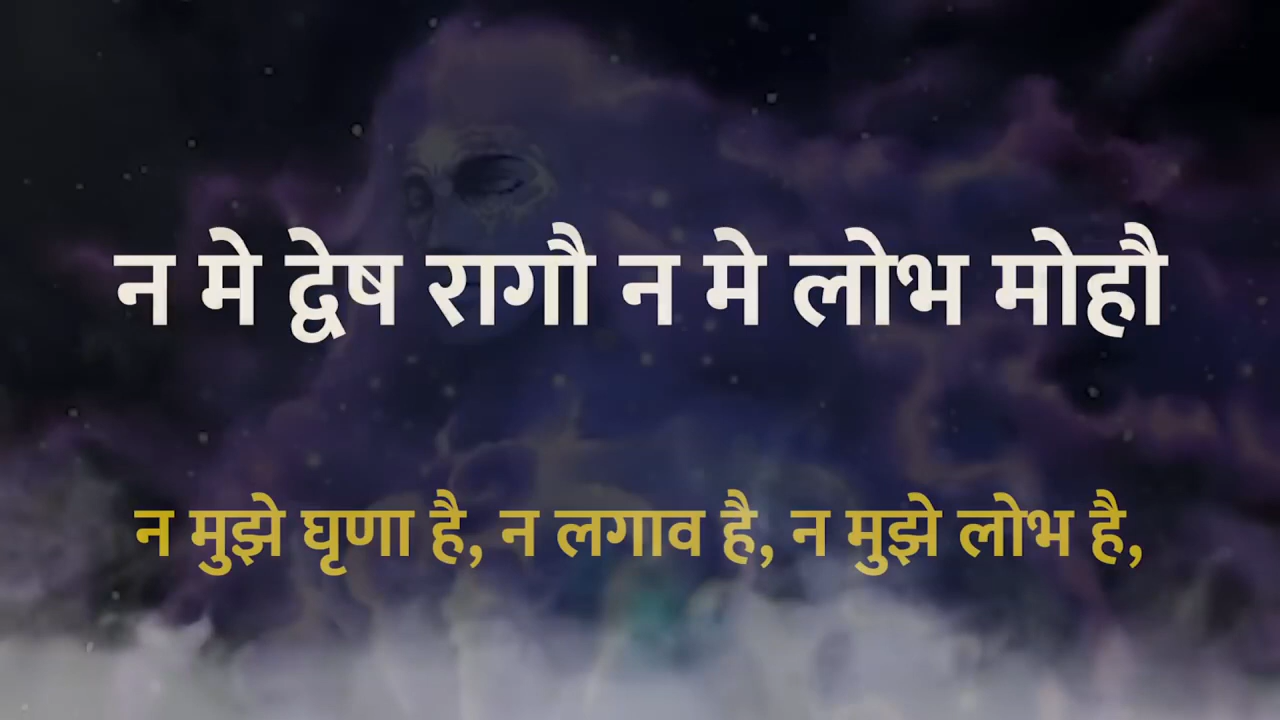 न मे द्वेष रागौ न मे लोभ मोहौ
न मुझे घृणा है, न लगाव है, न मुझे लोभ है,